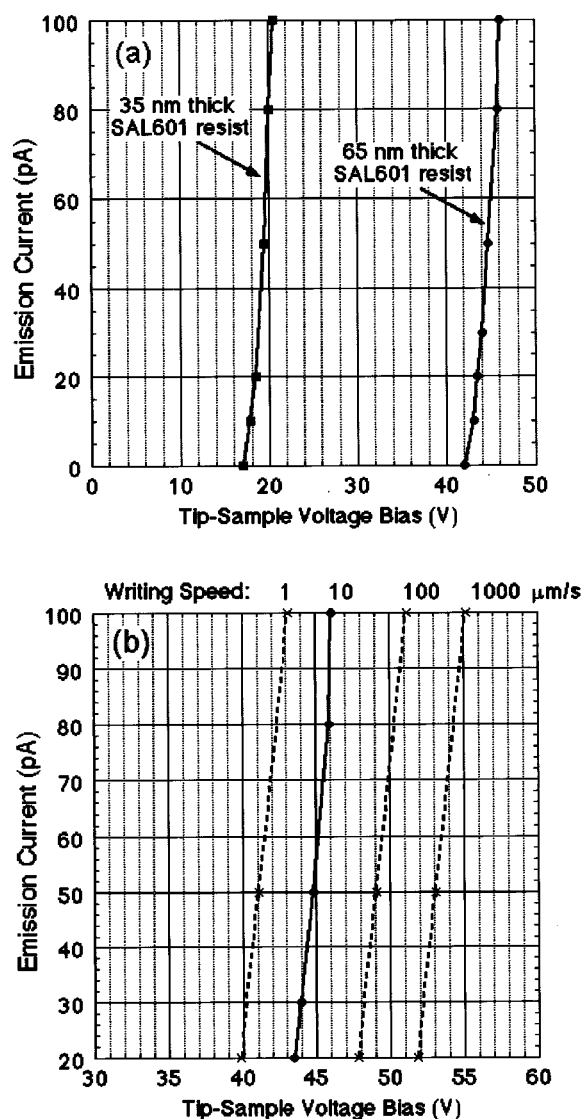 100
(a)
80
35 nm thick
SAL601 resist
65 nm thick
SAL601 resist
60
40
20
0
Emission Current (pA)
0 10 20 30 40 50
Tip-Sample Voltage Bias (V)
Writing Speed: 1 10 100 1000 μm/s
100
(b)
90
80
70
60
50
40
30
20
Emission Current (pA)
30 35 40 45 50 55 60
Tip-Sample Voltage Bias (V)